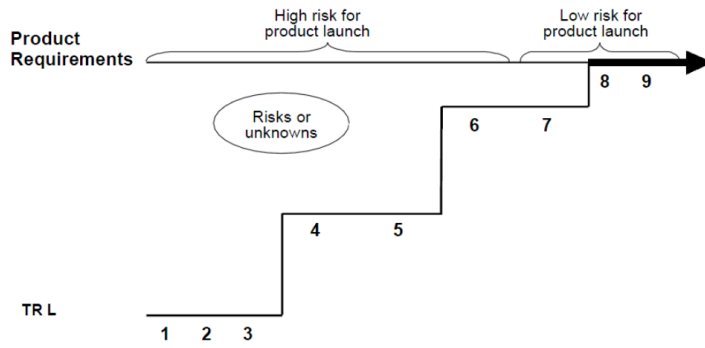 High risk for
product launch
Low risk for
product launch
Product
Requirements
8 9
Risks or
unknowns
6 7
4 5
TR L
1 2 3